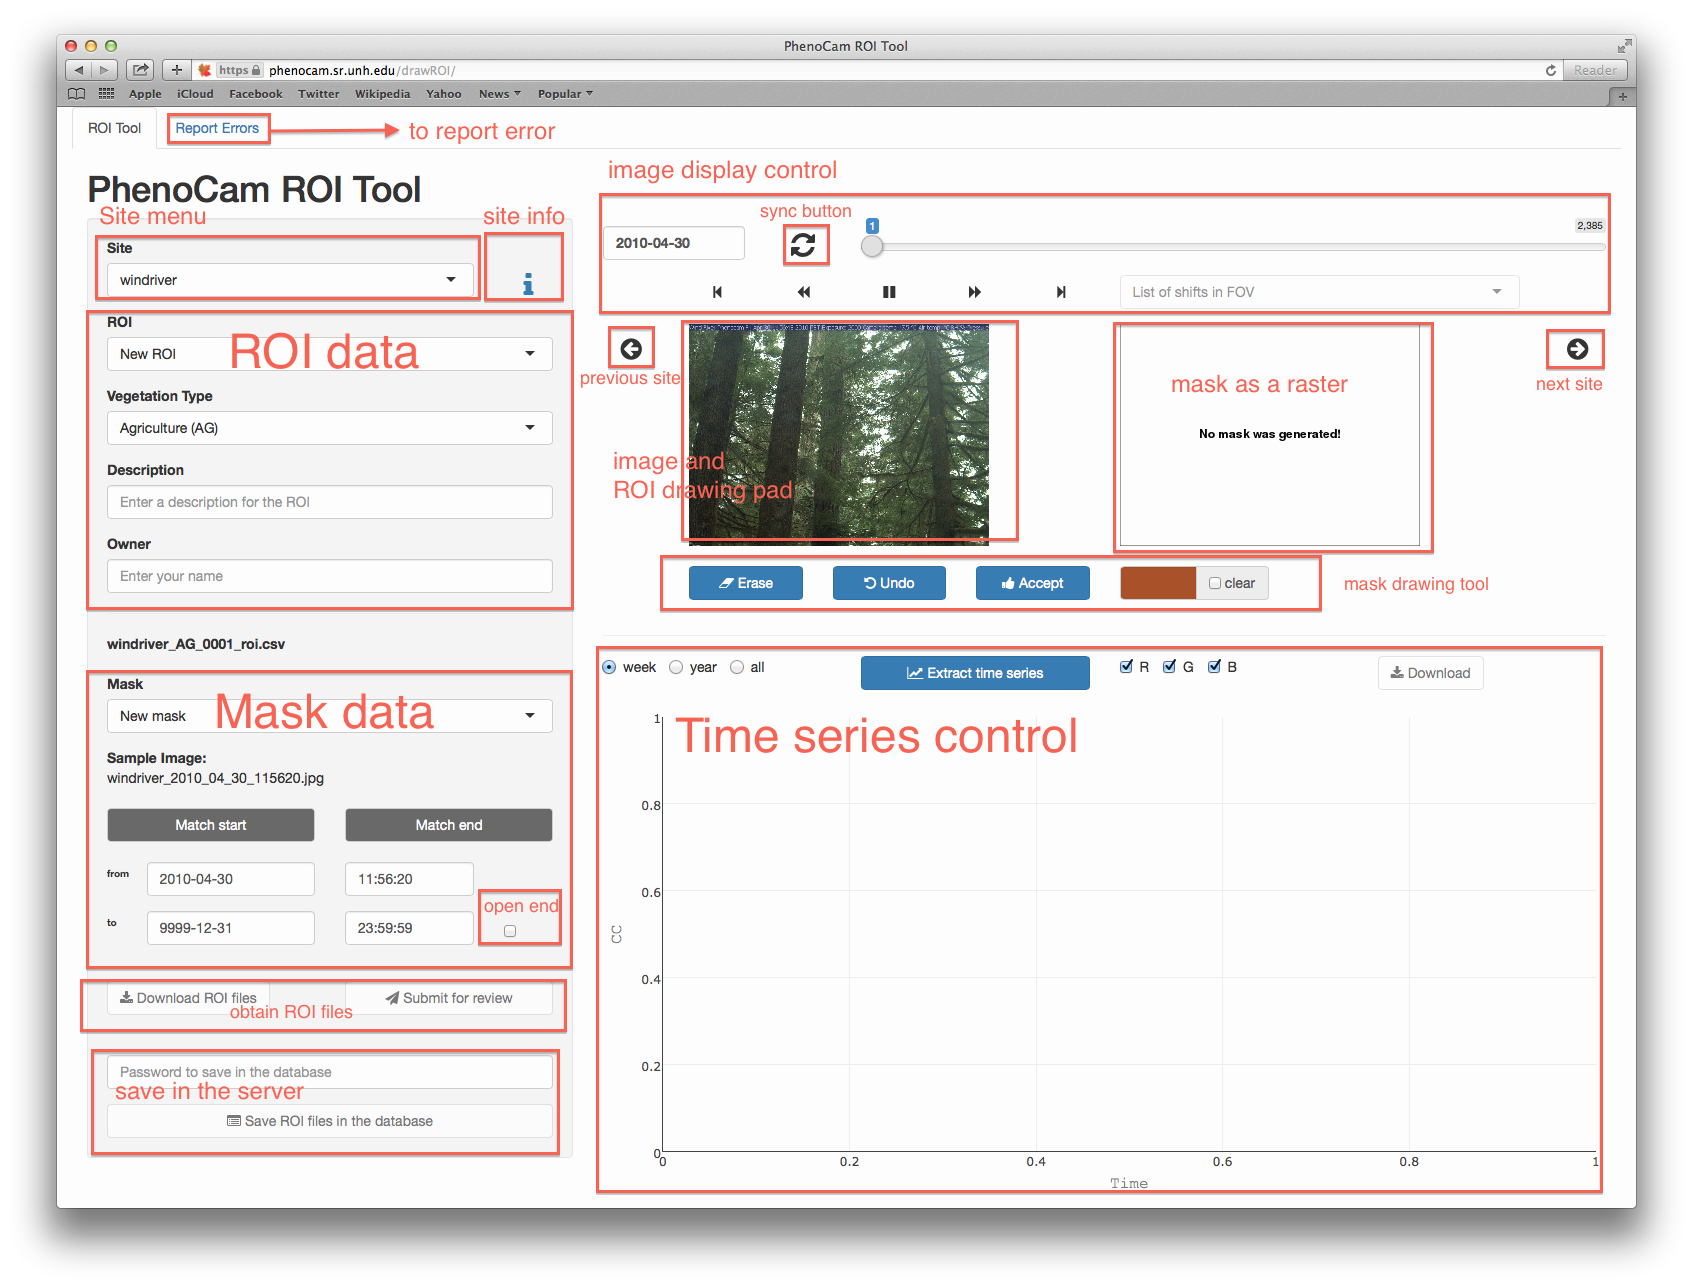 PhenoCam ROI Tool
https phenocam.sr.unh.edu/drawROI/ Reader
Apple iCloud Facebook Twitter Wikipedia Yahoo News Popular
ROI Tool Report Errors to report error
PhenoCam ROI Tool
Site menu site info
Site
windriver
ROI
ROI data
New ROI
Vegetation Type
Agriculture (AG)
Description
Enter a description for the ROI
Owner
Enter your name
windriver_AG_0001_roi.csv
Mask
Mask data
New mask
Sample Image:
windriver_2010_04_30_115620.jpg
Match start Match end
from 2010-04-30 11:56:20
open end
to 9999-12-31 23:59:59
Download ROI files Submit for review
obtain ROI files
Password to save in the database
save in the server
Save ROI files in the database
image display control
sync button
2010-04-30 1 2,385
List of shifts in FOV
previous site
next site
image and
ROI drawing pad
mask as a raster
No mask was generated!
Erase Undo Accept clear
mask drawing tool
week year all Extract time series R G B Download
Time series control
1
0.8
0.6
0.4
0.2
0
CC
0 0.2 0.4 0.6 0.8 1
Time